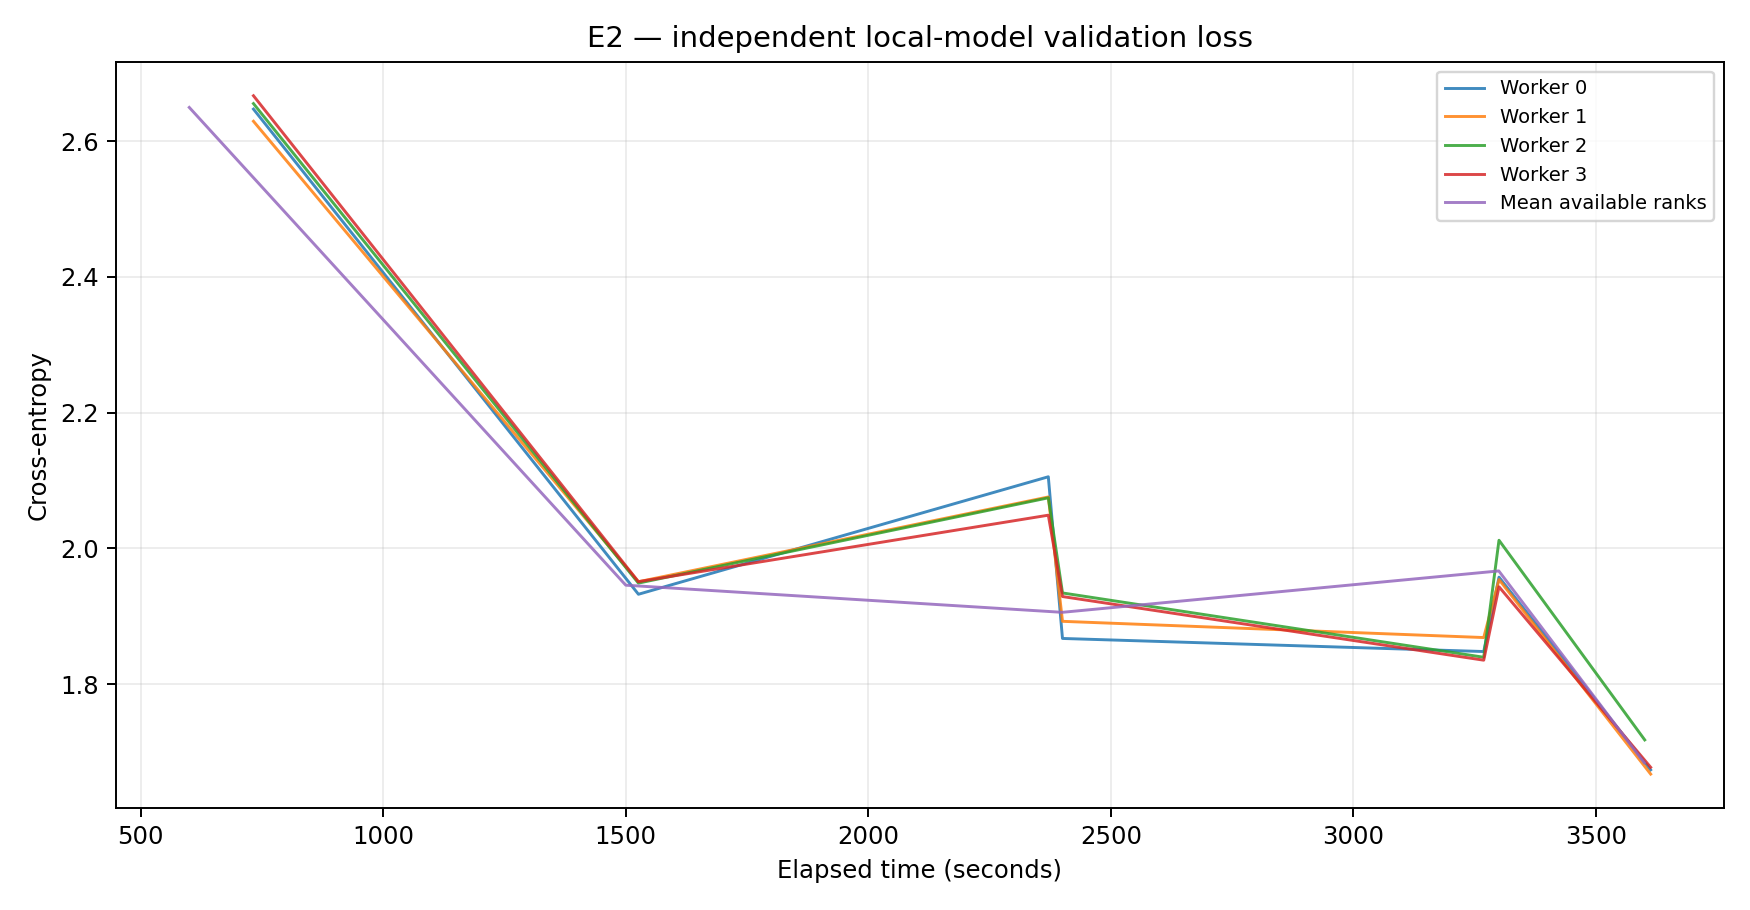 E2 — independent local-model validation loss
Worker 0
Worker 1
Worker 2
Worker 3
Mean available ranks
Cross-entropy
2.6
2.4
2.2
2.0
1.8
500 1000 1500 2000 2500 3000 3500
Elapsed time (seconds)